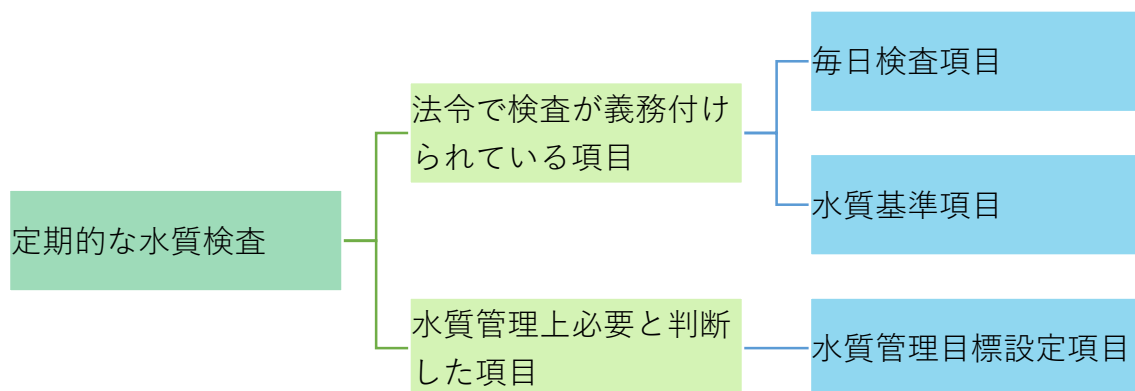 毎日検査項目
法令で検査が義務付け
られている項目
水質基準項目
定期的な水質検査
水質管理上必要と判断
した項目
水質管理目標設定項目